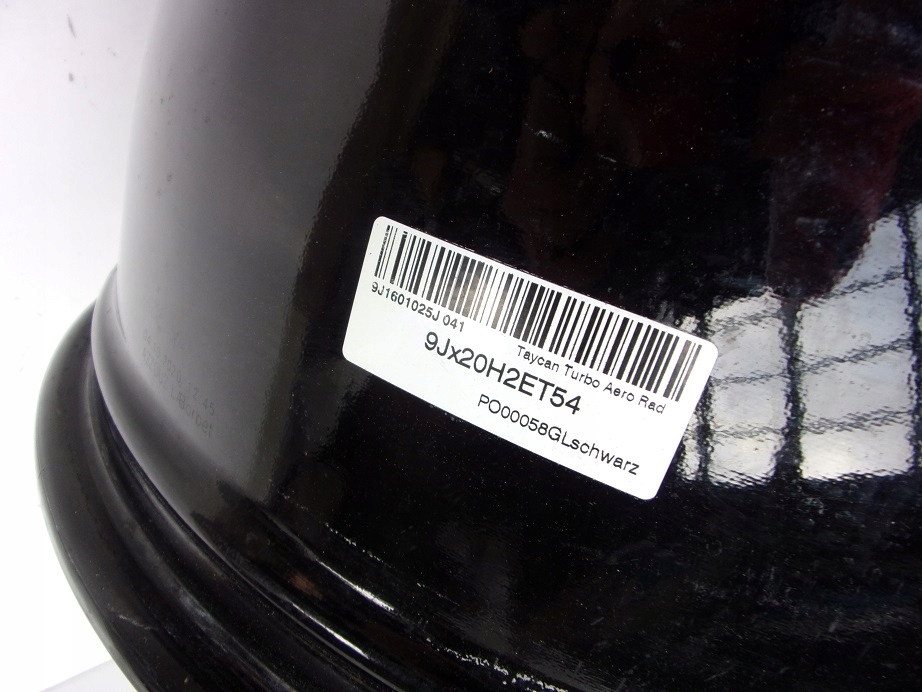 9J1601025J 041
Taycan Turbo Aero Rad
9Jx20H2ET54
PO00058GLschwarz